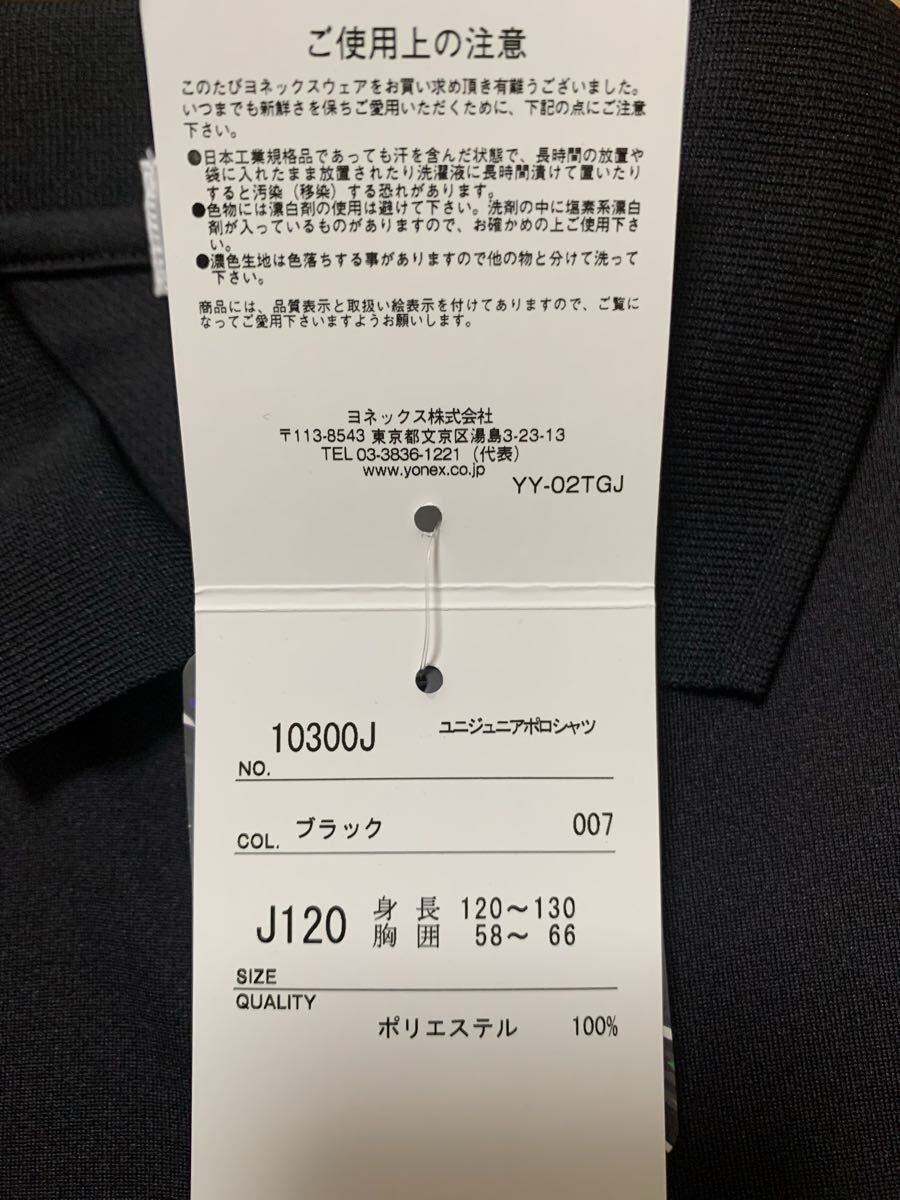 ご使用上の注意
このたびヨネックスウェアをお買い求め頂き有難うございました。
いつまでも新鮮さを保ちご愛用いただくために、下記の点にご注意
下さい。
●日本工業規格品であっても汗を含んだ状態で、長時間の放置や
袋に入れたまま放置されたり洗濯液に長時間漬けて置いたり
すると汚染（移染）する恐れがあります。
●色物には漂白剤の使用は避けて下さい。洗剤の中に塩素系漂白
剤が入っているものがありますので、お確かめの上ご使用下さ
い。
●濃色生地は色落ちする事がありますので他の物と分けて洗って
下さい。
商品には、品質表示と取扱い絵表示を付けてありますので、ご覧に
なってご愛用下さいますようお願いします。
ヨネックス株式会社
〒113-8543 東京都文京区湯島3-23-13
TEL 03-3836-1221（代表）
www.yonex.co.jp
YY-02TGJ
NO. 10300J ユニジュニアポロシャツ
COL. ブラック 007
J120 身長 120～130
胸囲 58～ 66
SIZE
QUALITY
ポリエステル 100%